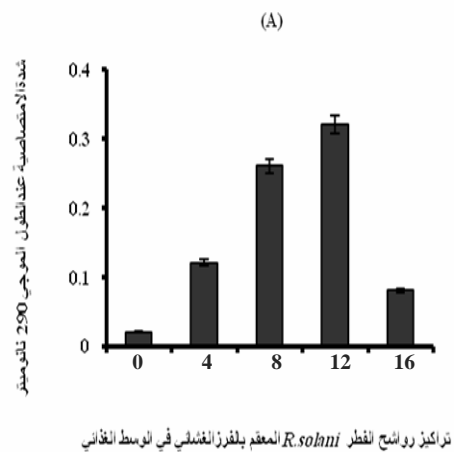 (A)
شدة الامتصاصية عند الطول الموجي 290 نانوميتر
0.4
0.3
0.2
0.1
0
0 4 8 12 16
تراكيز رواشح الفطر R.solani المعقم بالفرز الغشائي في الوسط الغذائي